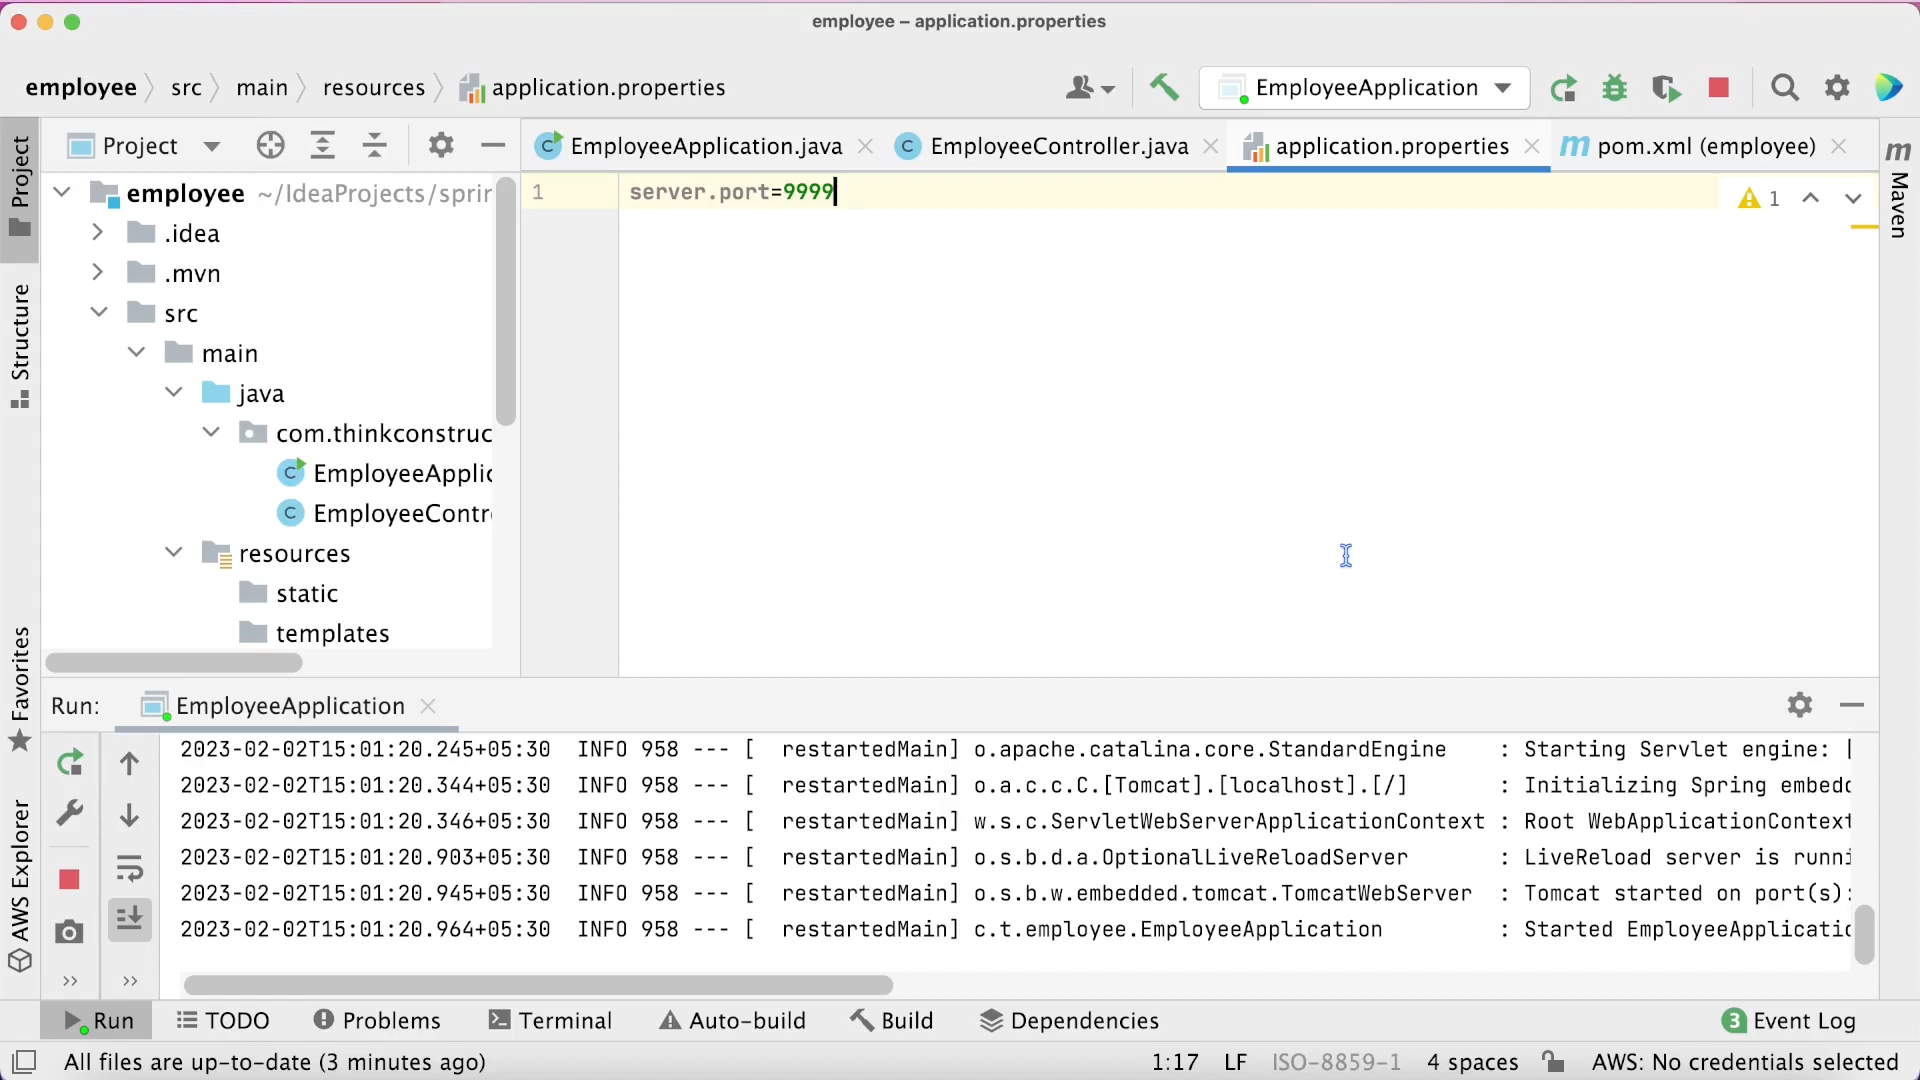 employee – application.properties
employee src main resources application.properties
EmployeeApplication
Project
EmployeeApplication.java EmployeeController.java application.properties m pom.xml (employee)
Project
Structure
Favorites
AWS Explorer
m Maven
employee ~/IdeaProjects/sprir
.idea
.mvn
src
main
java
com.thinkconstruc
EmployeeApplic
EmployeeContr
resources
static
templates
1 server.port=9999
1
Run: EmployeeApplication
2023-02-02T15:01:20.245+05:30 INFO 958 --- [ restartedMain] o.apache.catalina.core.StandardEngine : Starting Servlet engine: [
2023-02-02T15:01:20.344+05:30 INFO 958 --- [ restartedMain] o.a.c.c.C.[Tomcat].[localhost].[/] : Initializing Spring embedd
2023-02-02T15:01:20.346+05:30 INFO 958 --- [ restartedMain] w.s.c.ServletWebServerApplicationContext : Root WebApplicationContext
2023-02-02T15:01:20.903+05:30 INFO 958 --- [ restartedMain] o.s.b.d.a.OptionalLiveReloadServer : LiveReload server is runni
2023-02-02T15:01:20.945+05:30 INFO 958 --- [ restartedMain] o.s.b.w.embedded.tomcat.TomcatWebServer : Tomcat started on port(s):
2023-02-02T15:01:20.964+05:30 INFO 958 --- [ restartedMain] c.t.employee.EmployeeApplication : Started EmployeeApplicatio
Run TODO Problems Terminal Auto-build Build Dependencies 3 Event Log
All files are up-to-date (3 minutes ago) 1:17 LF ISO-8859-1 4 spaces AWS: No credentials selected